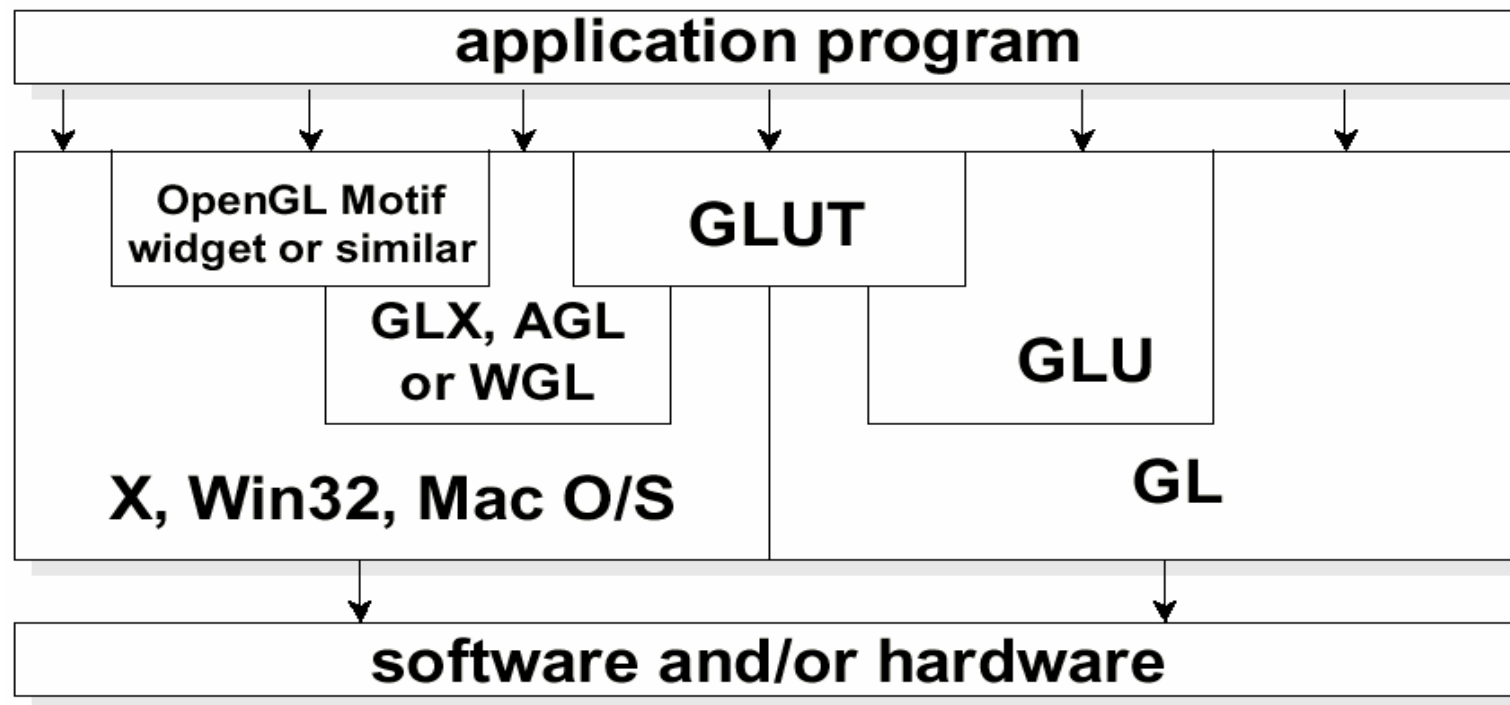 application program
OpenGL Motif
widget or similar
GLUT
GLX, AGL
or WGL
GLU
X, Win32, Mac O/S
GL
software and/or hardware